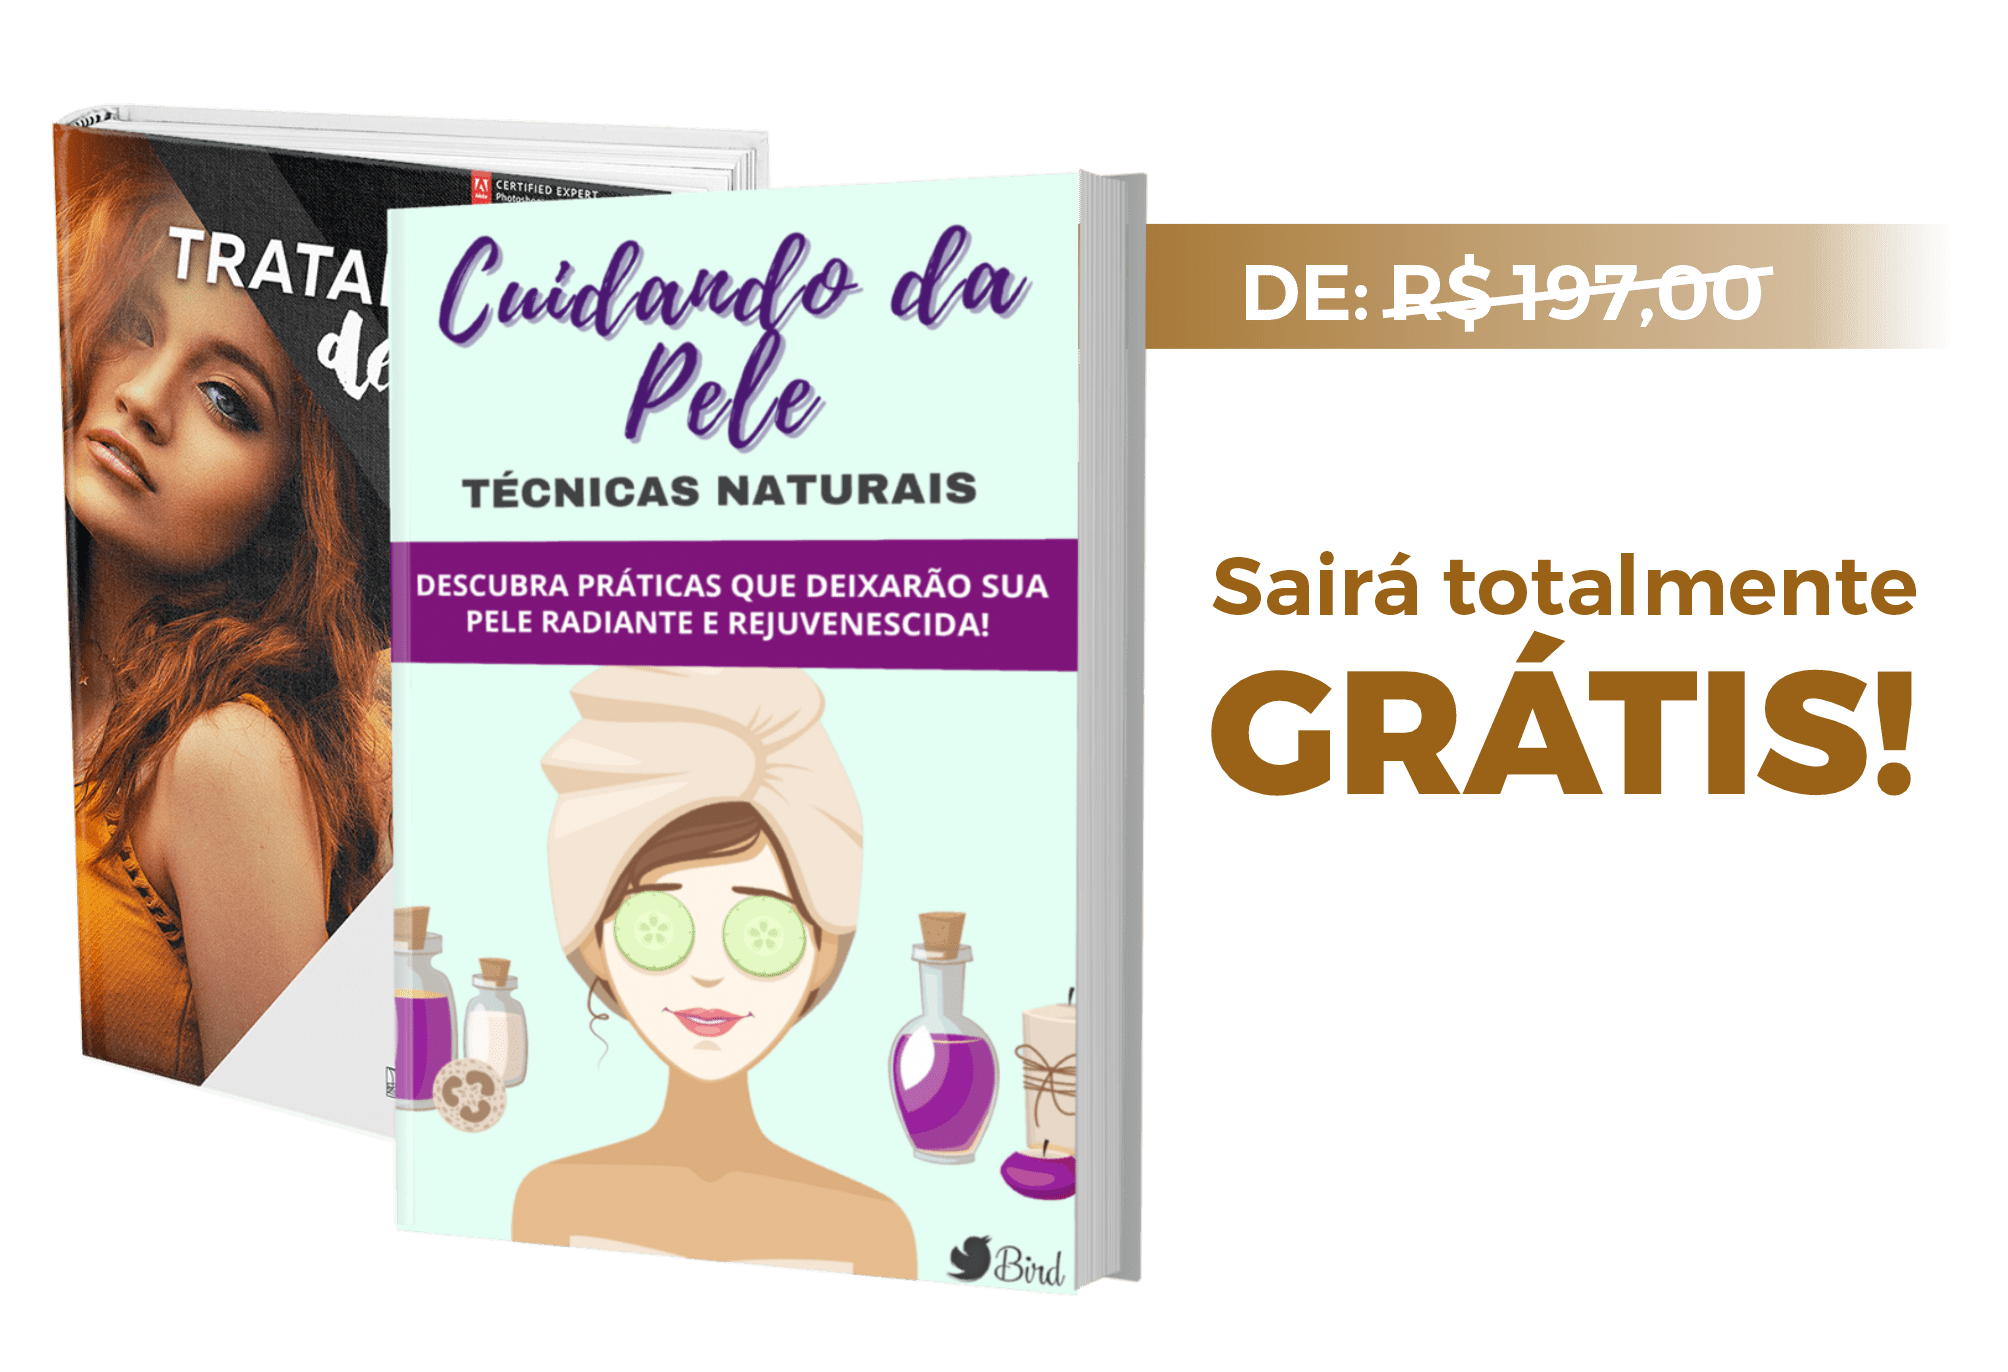 CERTIFIED EXPERT
TRATA
de
Cuidando da
Pele
TÉCNICAS NATURAIS
DESCUBRA PRÁTICAS QUE DEIXARÃO SUA
PELE RADIANTE E REJUVENESCIDA!
Bird
DE: R$ 197,00
Sairá totalmente
GRÁTIS!